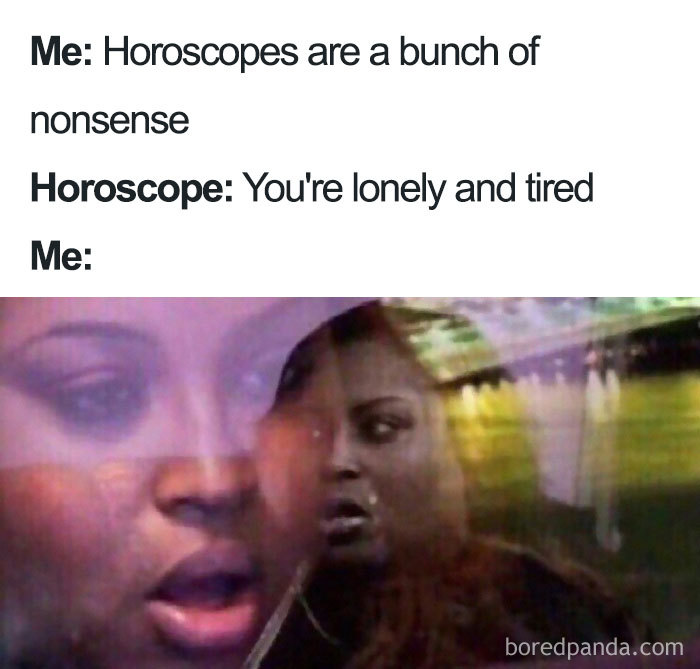 Me: Horoscopes are a bunch of
nonsense
Horoscope: You're lonely and tired
Me:
boredpanda.com